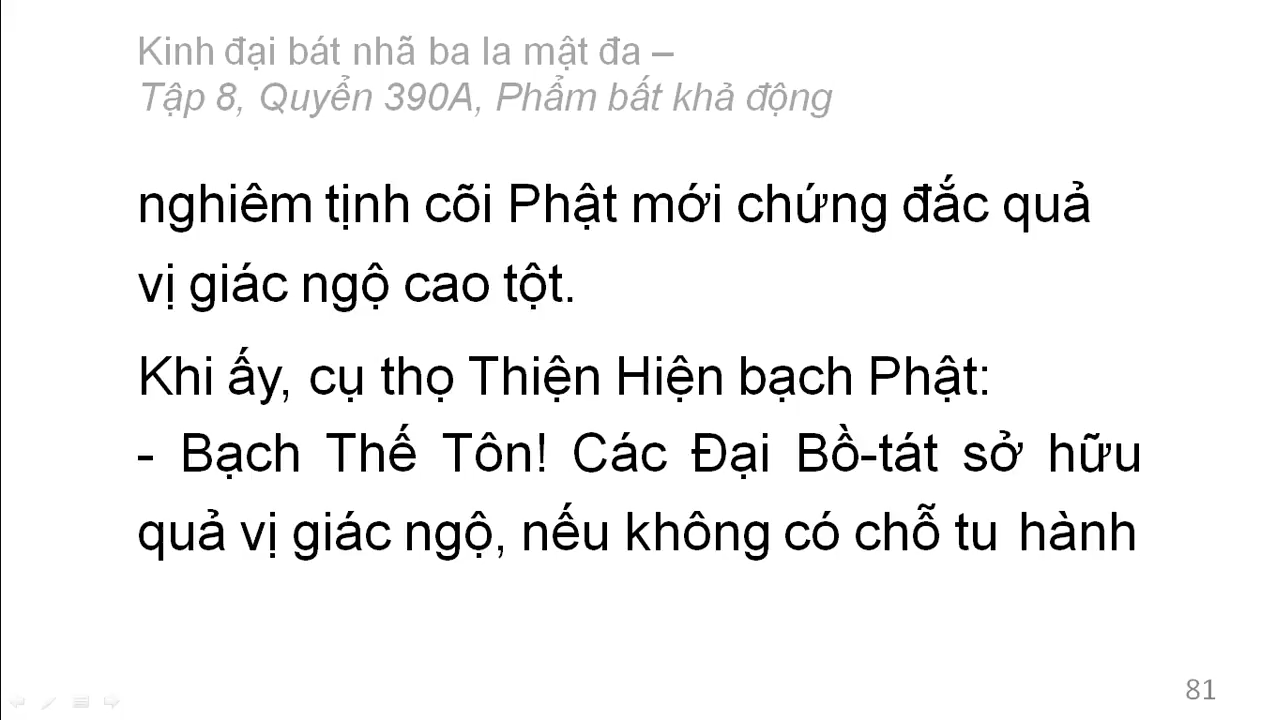 Kinh đại bát nhã ba la mật đa –
Tập 8, Quyển 390A, Phẩm bất khả động
nghiêm tịnh cõi Phật mới chứng đắc quả
vị giác ngộ cao tột.
Khi ấy, cụ thọ Thiện Hiện bạch Phật:
- Bạch Thế Tôn! Các Đại Bồ-tát sở hữu
quả vị giác ngộ, nếu không có chỗ tu hành
81